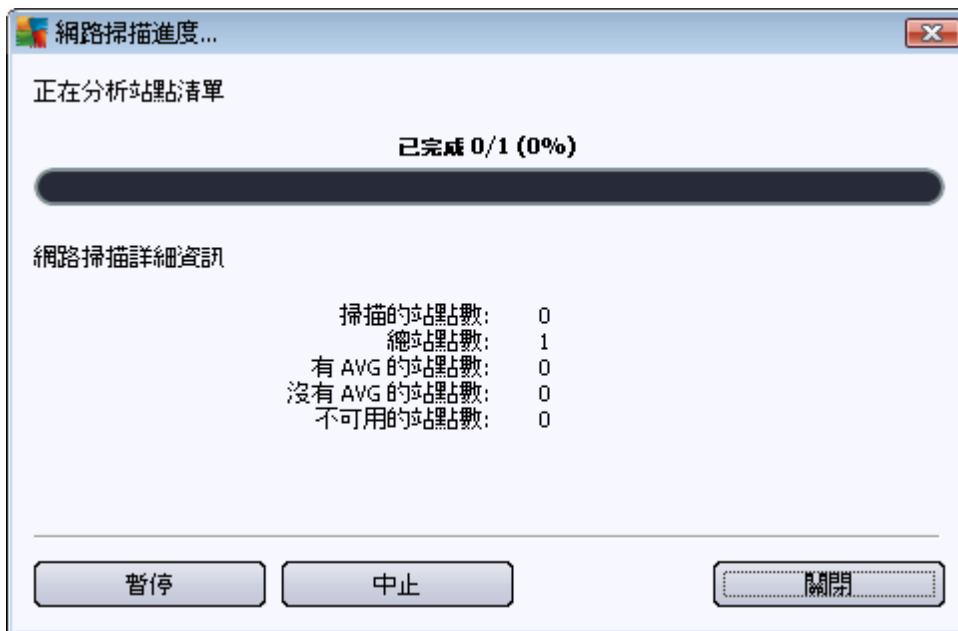 網路掃描進度...
正在分析站點清單
已完成 0/1 (0%)
網路掃描詳細資訊
掃描的站點數: 0
總站點數: 1
有 AVG 的站點數: 0
沒有 AVG 的站點數: 0
不可用的站點數: 0
暫停 中止 關閉